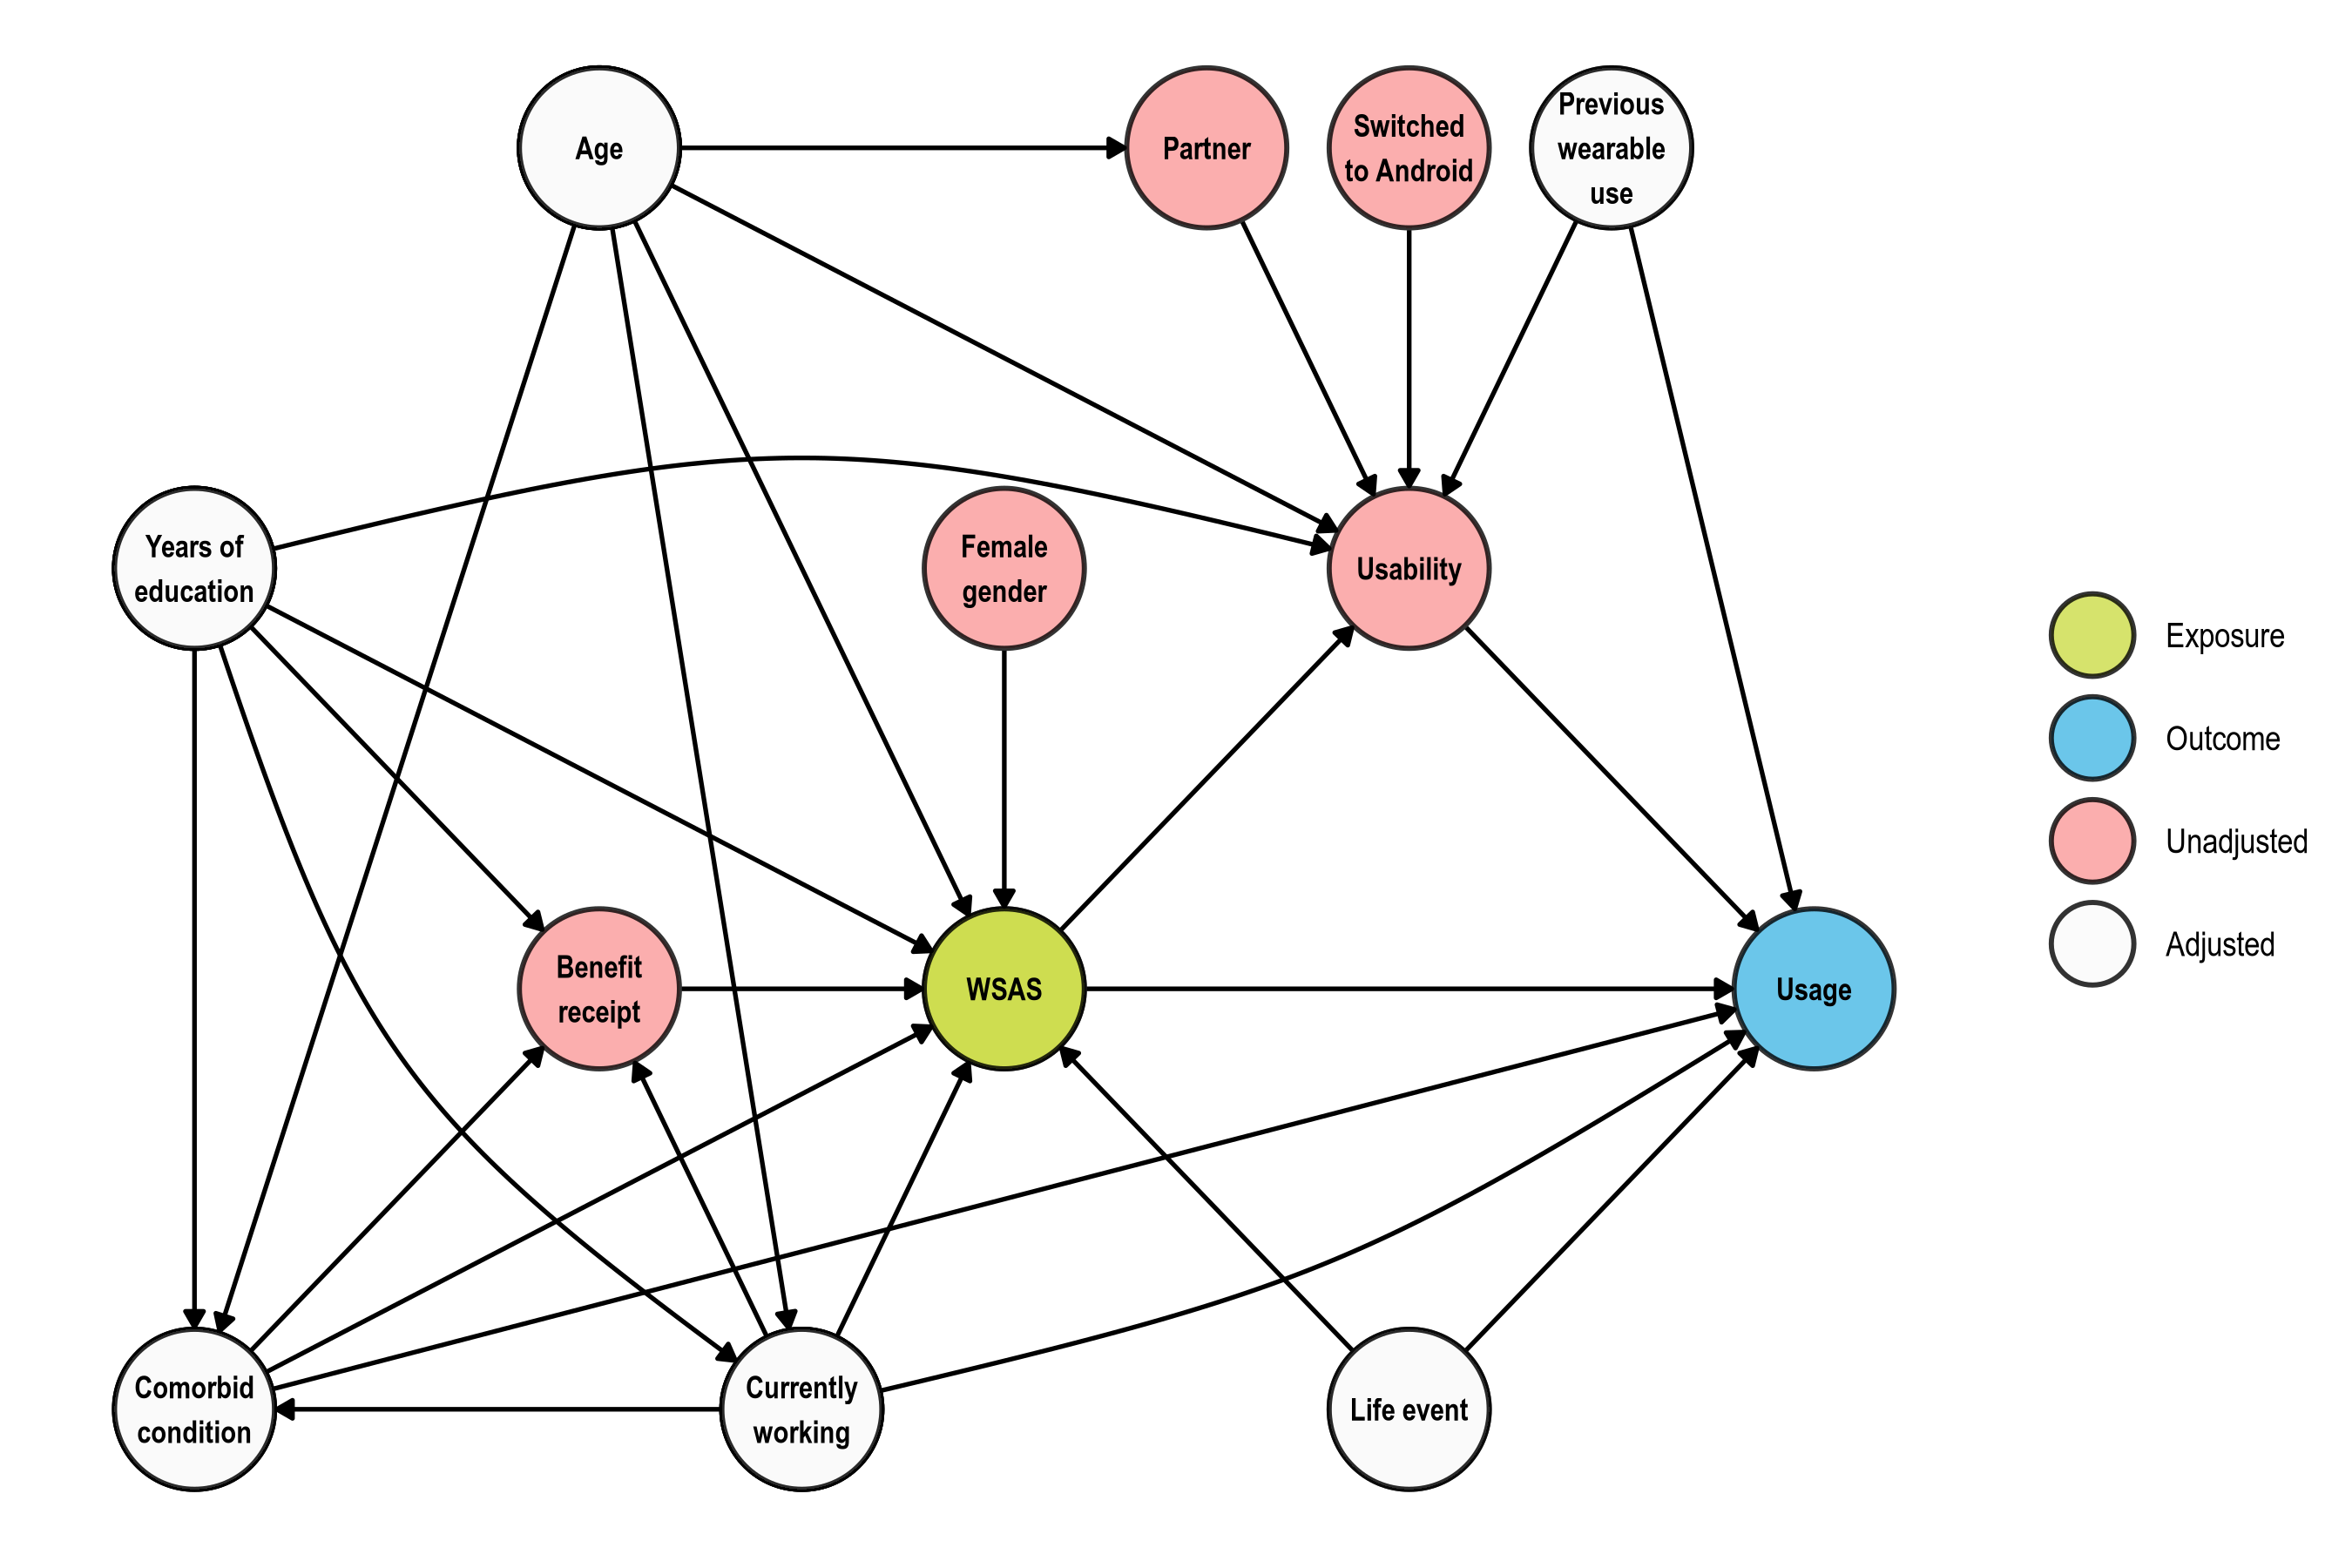 Age
Partner
Switched
to Android
Previous
wearable
use
Years of
education
Female
gender
Usability
Exposure
Outcome
Unadjusted
Adjusted
Benefit
receipt
WSAS
Usage
Comorbid
condition
Currently
working
Life event